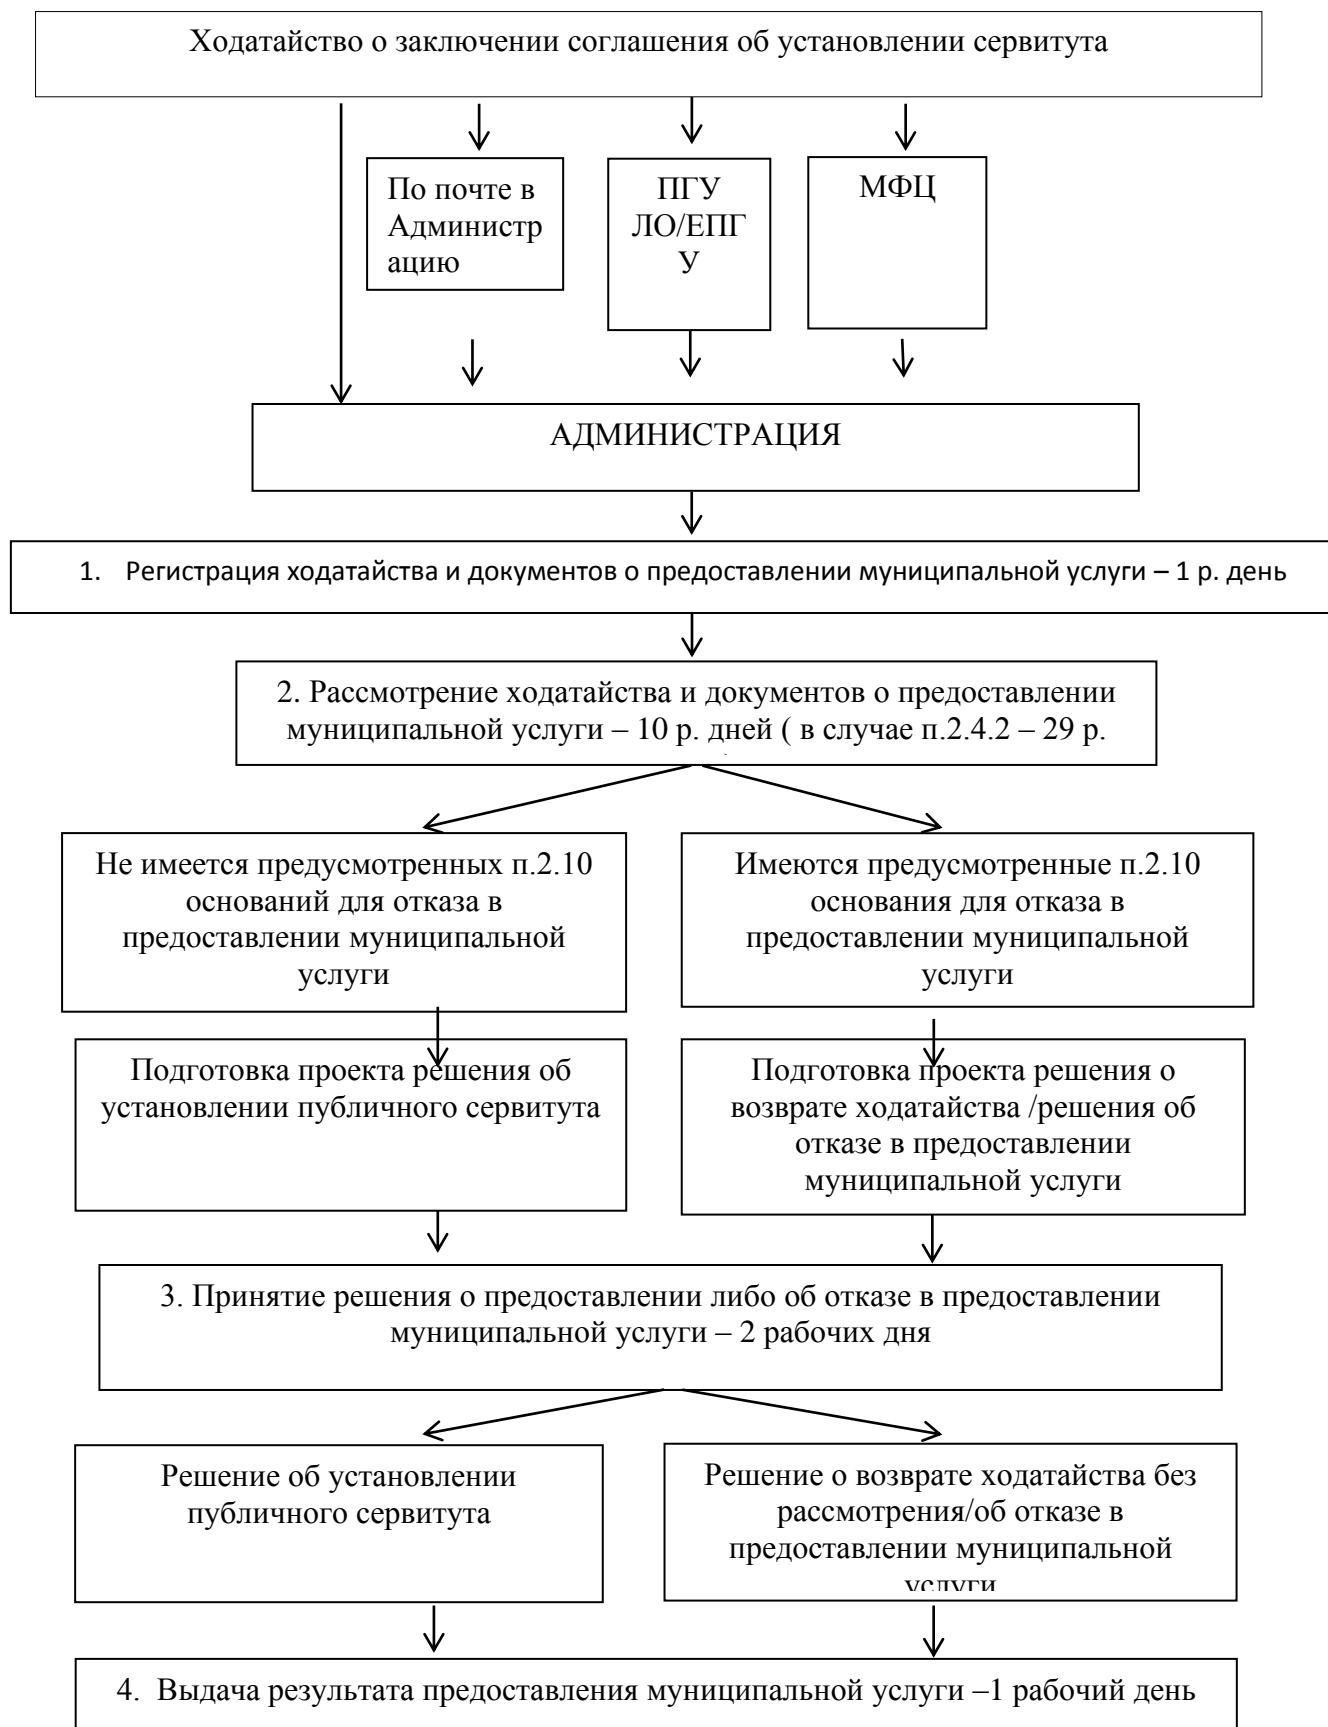 Ходатайство о заключении соглашения об установлении сервитута
По почте в
Администр
ацию
ПГУ
ЛО/ЕПГ
У
МФЦ
АДМИНИСТРАЦИЯ
1. Регистрация ходатайства и документов о предоставлении муниципальной услуги – 1 р. день
2. Рассмотрение ходатайства и документов о предоставлении
муниципальной услуги – 10 р. дней ( в случае п.2.4.2 – 29 р.
Не имеется предусмотренных п.2.10
оснований для отказа в
предоставлении муниципальной
услуги
Имеются предусмотренные п.2.10
основания для отказа в
предоставлении муниципальной
услуги
Подготовка проекта решения об
установлении публичного сервитута
Подготовка проекта решения о
возврате ходатайства /решения об
отказе в предоставлении
муниципальной услуги
3. Принятие решения о предоставлении либо об отказе в предоставлении
муниципальной услуги – 2 рабочих дня
Решение об установлении
публичного сервитута
Решение о возврате ходатайства без
рассмотрения/об отказе в
предоставлении муниципальной
услуги
4. Выдача результата предоставления муниципальной услуги –1 рабочий день